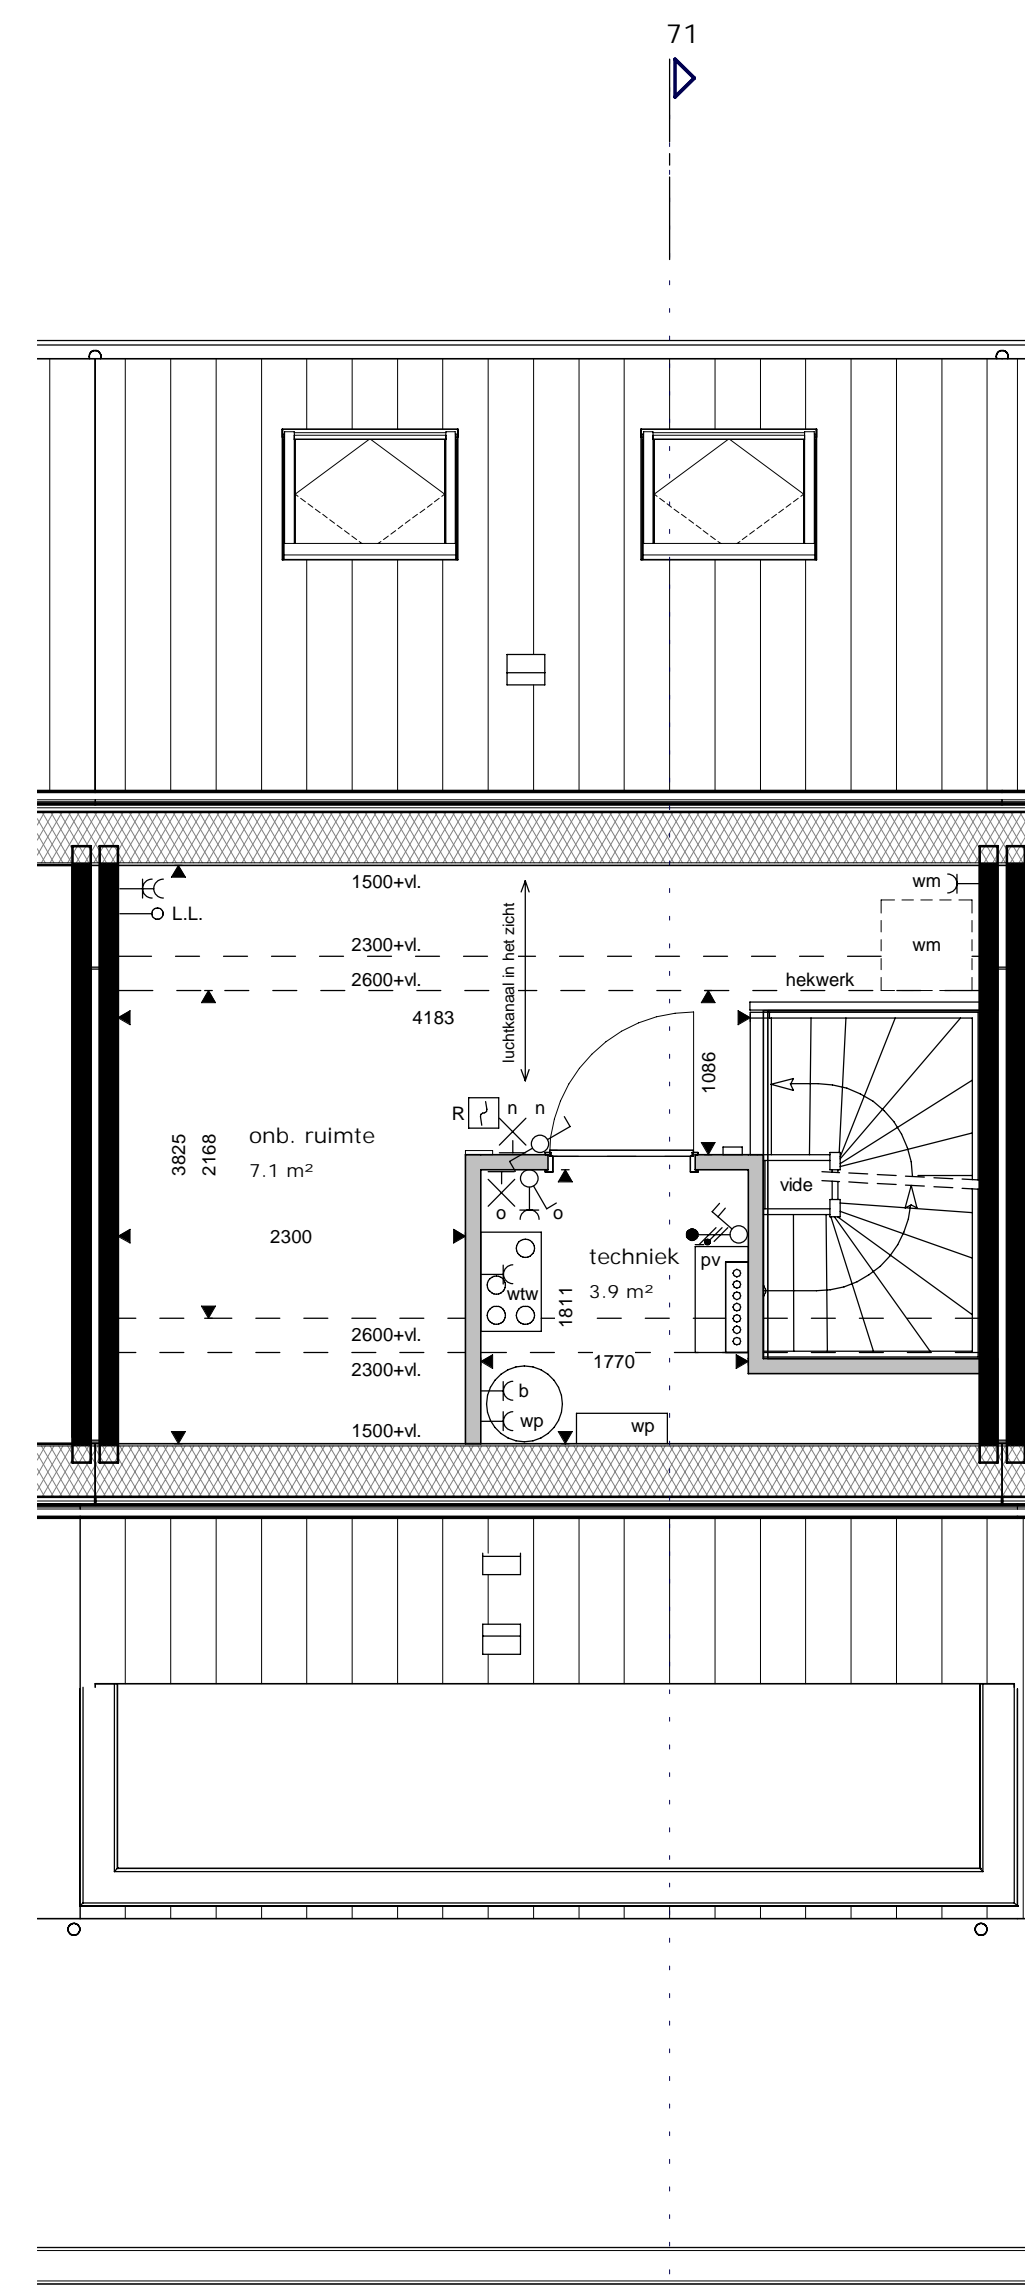 71
1500+vl.
wm
L.L.
2300+vl.
wm
2600+vl.
hekwerk
luchtkanaal in het zicht
4183
1086
R
n
n
onb. ruimte
7.1 m²
3825
2168
vide
o
o
2300
techniek
3.9 m²
pv
wtw
1811
2600+vl.
2300+vl.
1770
b
wp
1500+vl.
wp